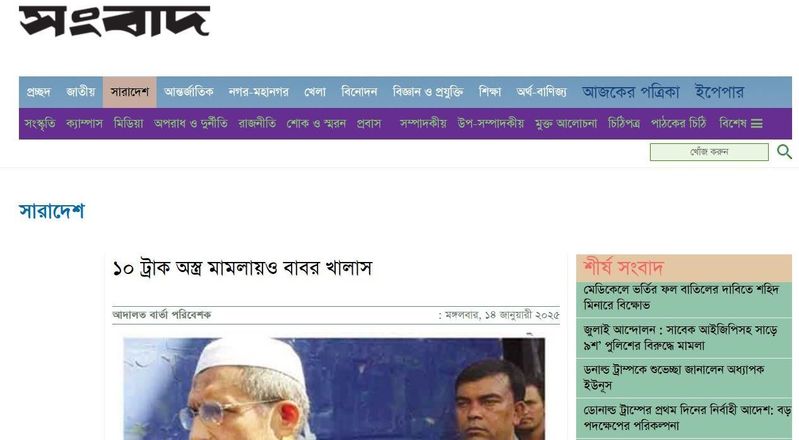 সংবাদ
প্রচ্ছদ জাতীয় সারাদেশ আন্তর্জাতিক নগর-মহানগর খেলা বিনোদন বিজ্ঞান ও প্রযুক্তি শিক্ষা অর্থ-বাণিজ্য আজকের পত্রিকা ইপেপার
সংস্কৃতি ক্যাম্পাস মিডিয়া অপরাধ ও দুর্নীতি রাজনীতি শোক ও স্মরন প্রবাস সম্পাদকীয় উপ-সম্পাদকীয় মুক্ত আলোচনা চিঠিপত্র পাঠকের চিঠি বিশেষ
খোঁজ করুন
সারাদেশ
১০ ট্রাক অস্ত্র মামলায়ও বাবর খালাস
আদালত বার্তা পরিবেশক : মঙ্গলবার, ১৪ জানুয়ারী ২০২৫
শীর্ষ সংবাদ
মেডিকেলে ভর্তির ফল বাতিলের দাবিতে শহিদ
মিনারে বিক্ষোভ
জুলাই আন্দোলন : সাবেক আইজিপিসহ সাড়ে
৯শ’ পুলিশের বিরুদ্ধে মামলা
ডনাল্ড ট্রাম্পকে শুভেচ্ছা জানালেন অধ্যাপক
ইউনূস
ডোনাল্ড ট্রাম্পের প্রথম দিনের নির্বাহী আদেশ: বড়
পদক্ষেপের পরিকল্পনা